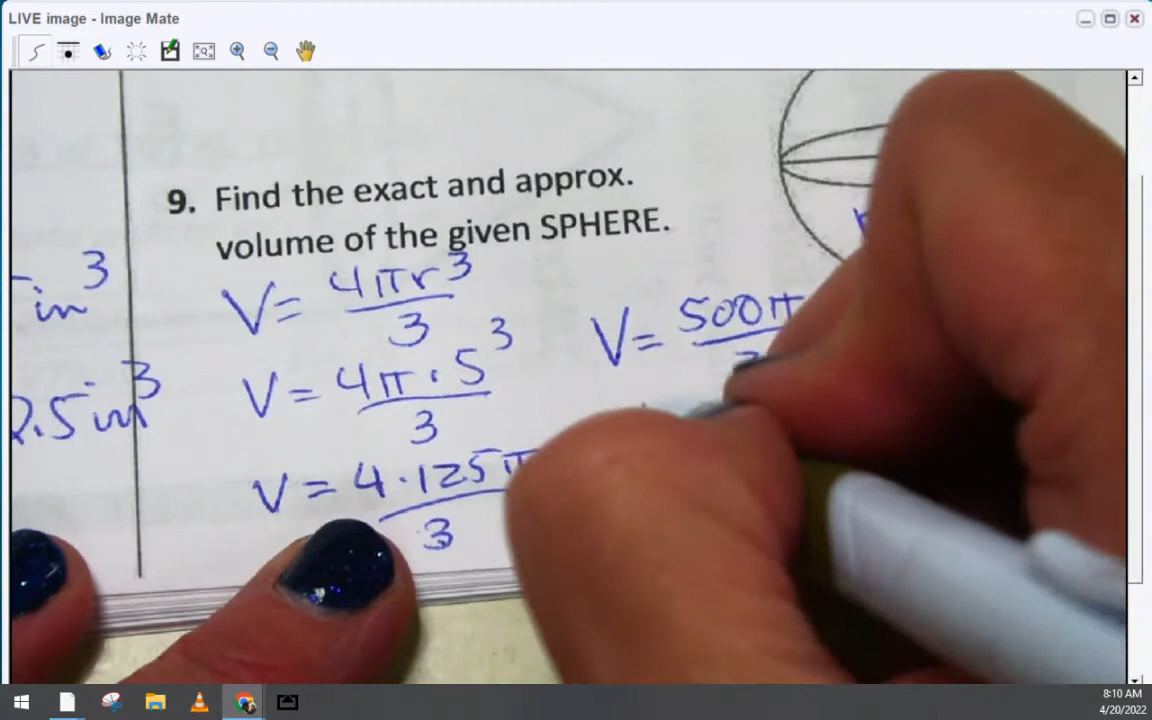 LIVE image - Image Mate
9. Find the exact and approx.
volume of the given SPHERE.
in³
.5 in³
V = 4πr³/3
V = 4π·5³/3
V = 4·125π/3
V = 500π/3
8:10 AM
4/20/2022